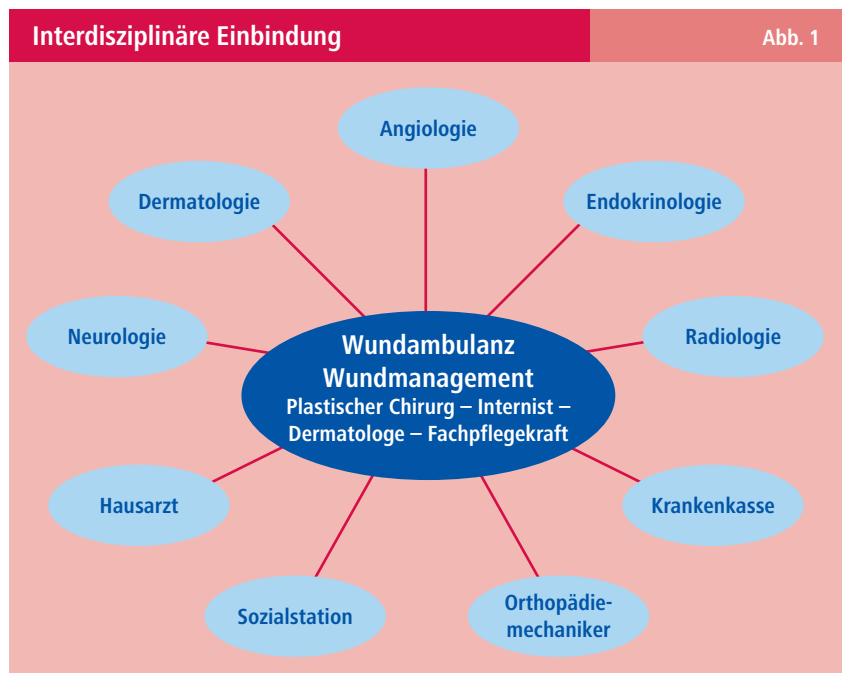 Interdisziplinäre Einbindung
Abb. 1
Angiologie
Dermatologie
Endokrinologie
Neurologie
Radiologie
Wundambulanz
Wundmanagement
Plastischer Chirurg – Internist –
Dermatologe – Fachpflegekraft
Hausarzt
Krankenkasse
Sozialstation
Orthopädie-
mechaniker